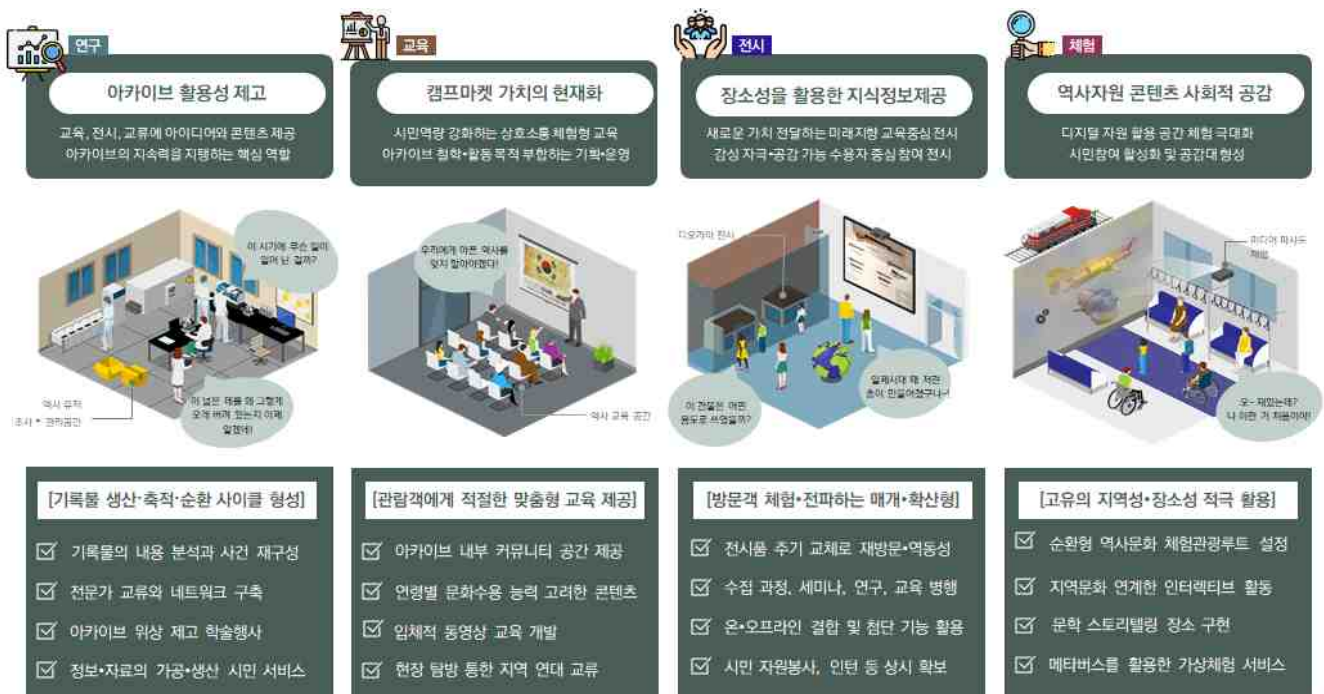 연구
아카이브 활용성 제고
교육, 전시, 교류에 아이디어와 콘텐츠 제공
아카이브의 지속력을 지탱하는 핵심 역할
이 시기에 무슨 일이
일어 난 걸까?
이 넓은 폐를 왜 그렇게
오래 버려 뒀는지 이제
알겠네!
역사 유적
조사 • 관리공간
[기록물 생산·축적·순환 사이클 형성]
기록물의 내용 분석과 사건 재구성
전문가 교류와 네트워크 구축
아카이브 위상 제고 학술행사
정보•자료의 가공•생산 시민 서비스
교육
캠프마켓 가치의 현재화
시민역량 강화하는 상호소통 체험형 교육
아카이브 철학•활동 목적 부합하는 기획•운영
우리에게 아픈 역사를
잊지 말아야겠다!
역사 교육 공간
[관람객에게 적절한 맞춤형 교육 제공]
아카이브 내부 커뮤니티 공간 제공
연령별 문화수용 능력 고려한 콘텐츠
입체적 동영상 교육 개발
현장 탐방 통한 지역 연대 교류
전시
장소성을 활용한 지식정보제공
새로운 가치 전달하는 미래지향 교육중심 전시
감성 자극•공감 가능 수용자 중심 참여 전시
디오라마 전시
이 건물은 어떤
용도로 쓰였을까?
일제시대 때 저런
총이 만들어졌구나~!
[방문객 체험•전파하는 매개•확산형]
전시품 주기 교체로 재방문•역동성
수집 과정, 세미나, 연구, 교육 병행
온•오프라인 결합 및 첨단 기능 활용
시민 자원봉사, 인턴 등 상시 확보
체험
역사자원 콘텐츠 사회적 공감
디지털 자원 활용 공간 체험 극대화
시민참여 활성화 및 공감대 형성
미디어 파사드
체험
오~ 재밌는데?
나 이런 거 처음이야!
[고유의 지역성•장소성 적극 활용]
순환형 역사문화 체험관광루트 설정
지역문화 연계한 인터렉티브 활동
문학 스토리텔링 장소 구현
메타버스를 활용한 가상체험 서비스